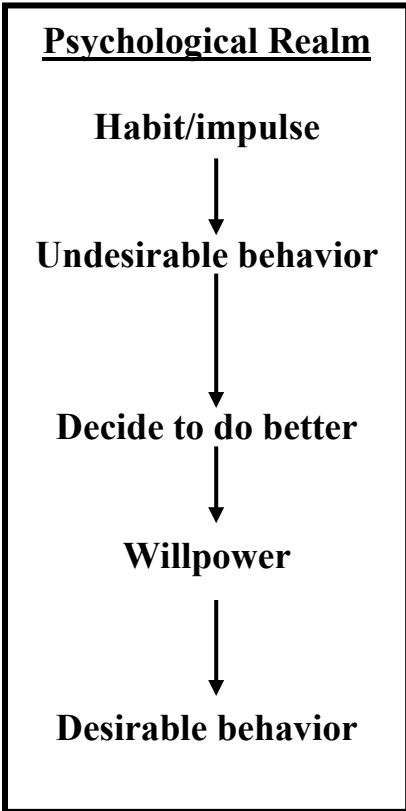 Psychological Realm
Habit/impulse
Undesirable behavior
Decide to do better
Willpower
Desirable behavior